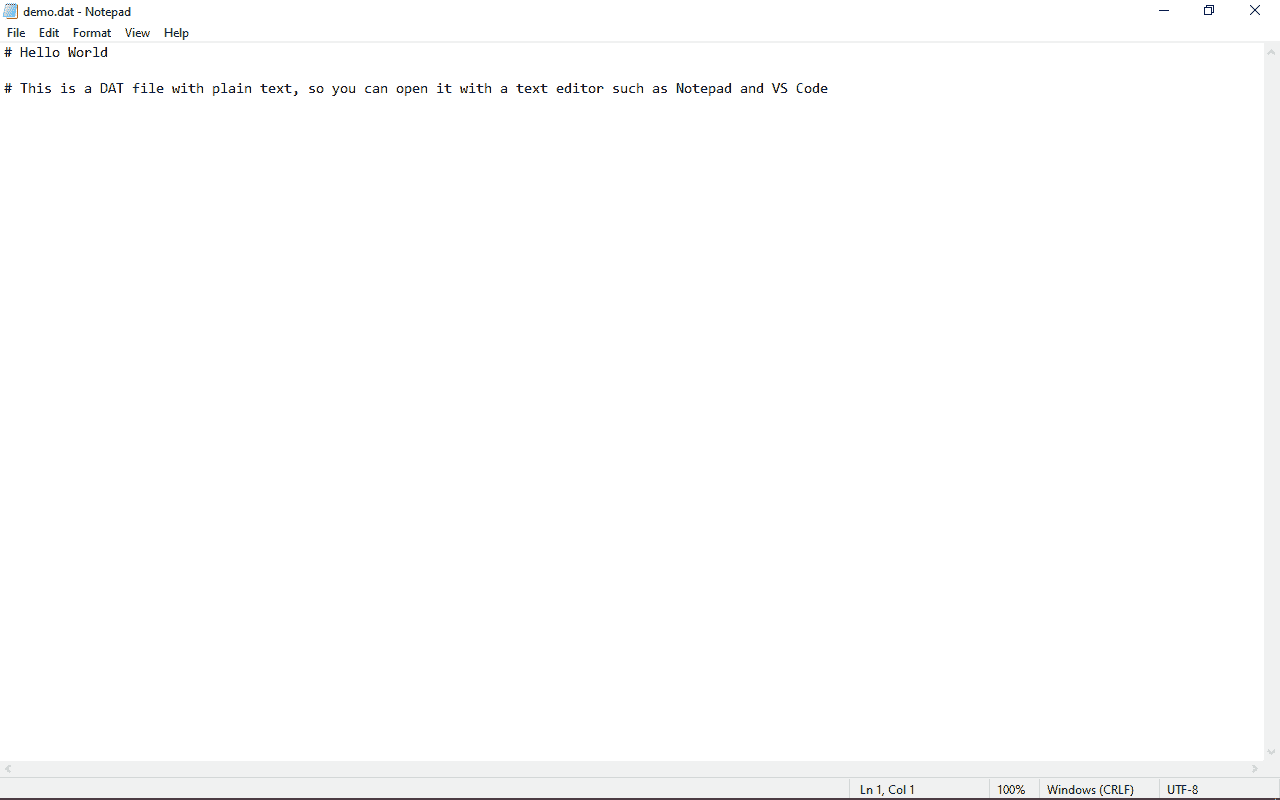 demo.dat - Notepad
File Edit Format View Help
# Hello World
# This is a DAT file with plain text, so you can open it with a text editor such as Notepad and VS Code
Ln 1, Col 1 100% Windows (CRLF) UTF-8